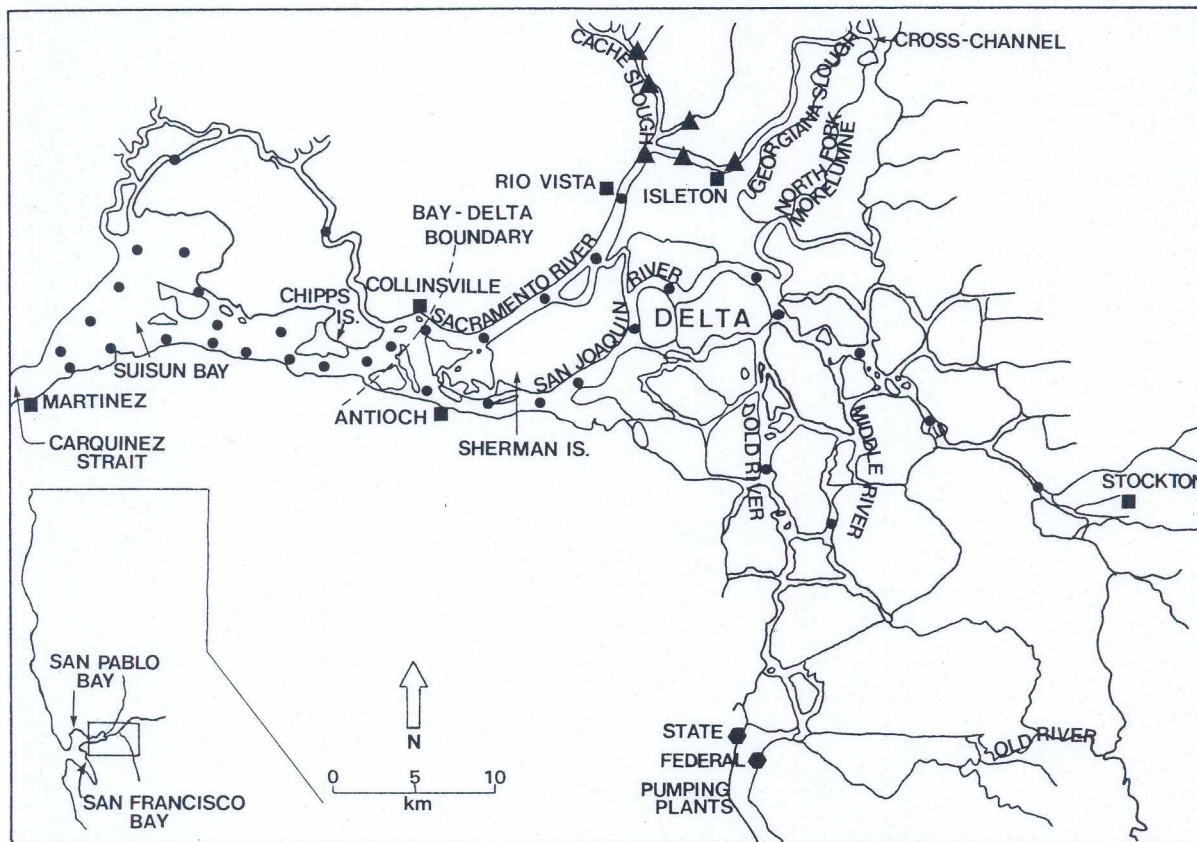 CACHE SLOUGH
CROSS-CHANNEL
GEORGIANA SLOUGH
NORTH FORK
MOKELUMNE
RIO VISTA
ISLETON
BAY-DELTA
BOUNDARY
COLLINSVILLE
SACRAMENTO RIVER
CHIPPS
IS.
SAN JOAQUIN RIVER
DELTA
SUISUN BAY
MARTINEZ
CARQUINEZ
STRAIT
ANTIOCH
SHERMAN IS.
OLD RIVER
MIDDLE RIVER
STOCKTON
SAN PABLO
BAY
SAN FRANCISCO
BAY
N
0 5 10
km
STATE
FEDERAL
PUMPING
PLANTS
OLD RIVER